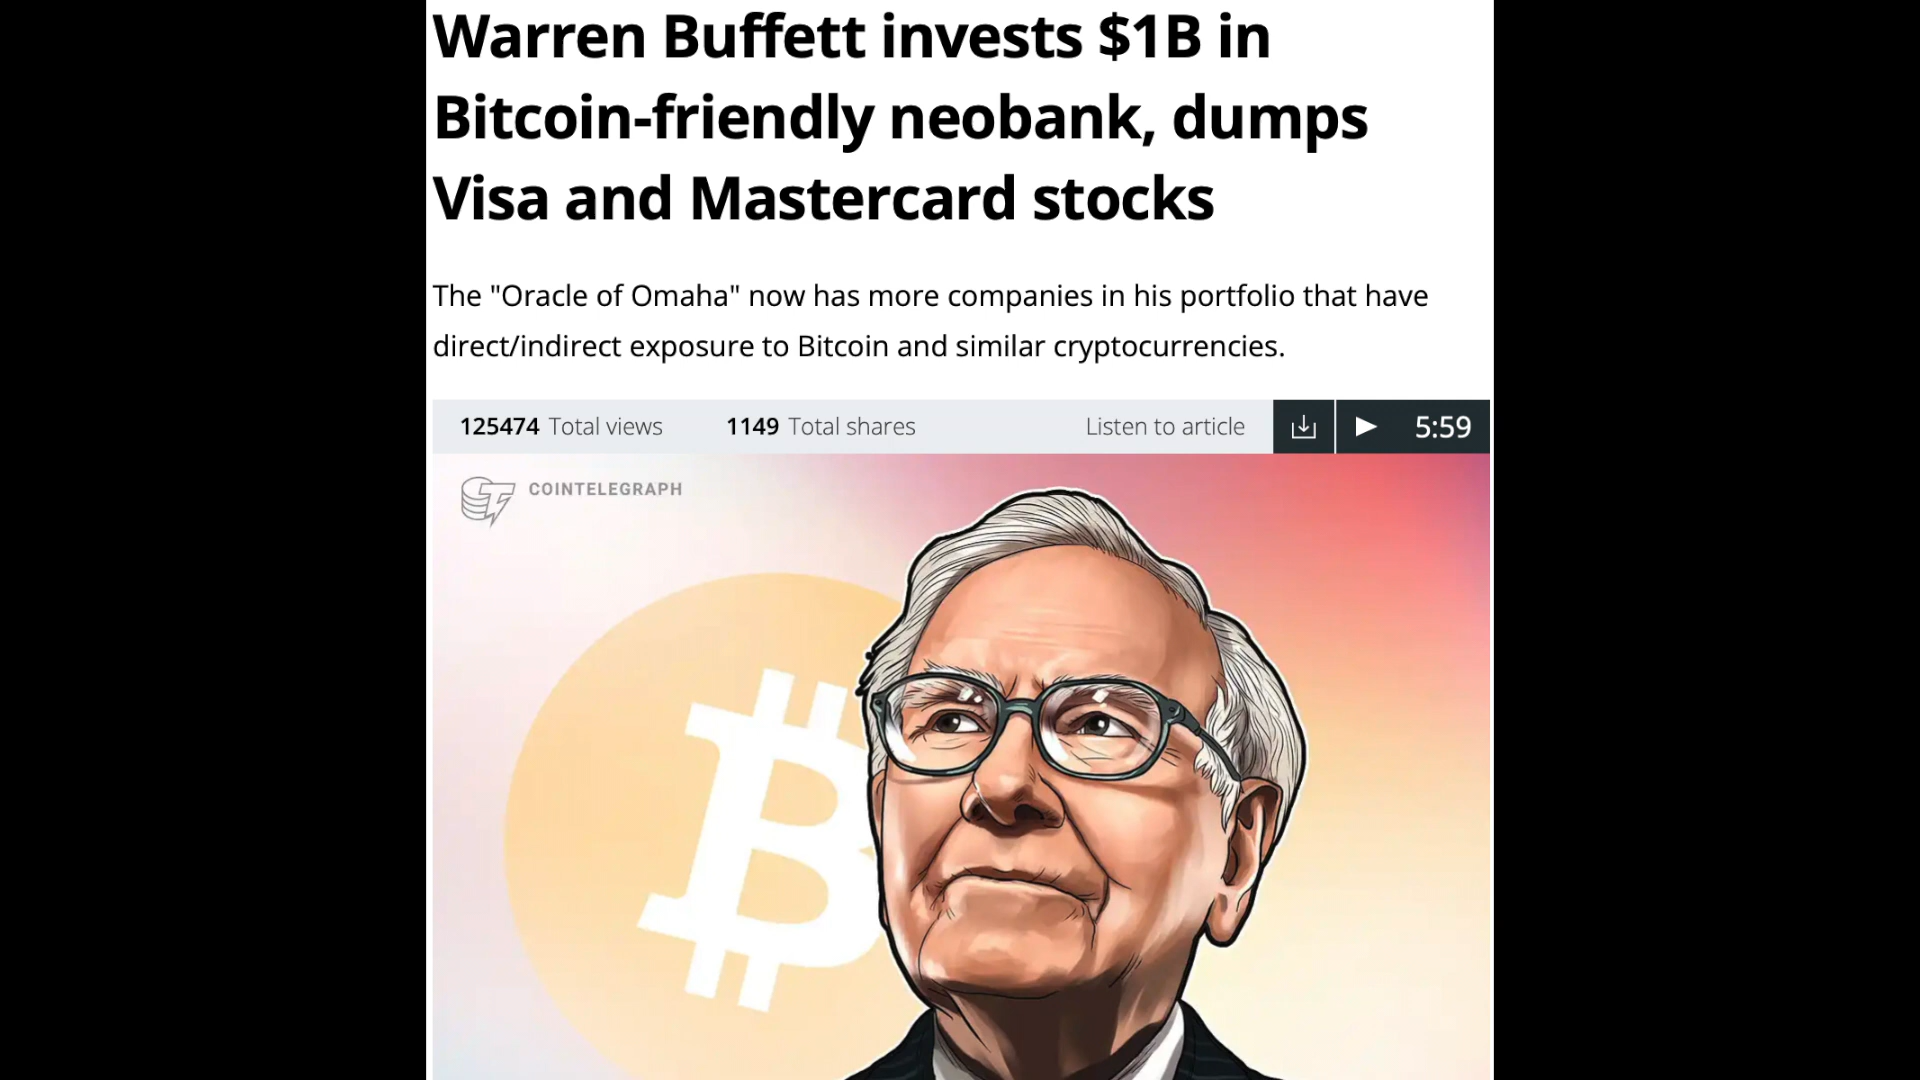 Warren Buffett invests $1B in
Bitcoin-friendly neobank, dumps
Visa and Mastercard stocks
The "Oracle of Omaha" now has more companies in his portfolio that have
direct/indirect exposure to Bitcoin and similar cryptocurrencies.
125474 Total views 1149 Total shares Listen to article 5:59
COINTELEGRAPH